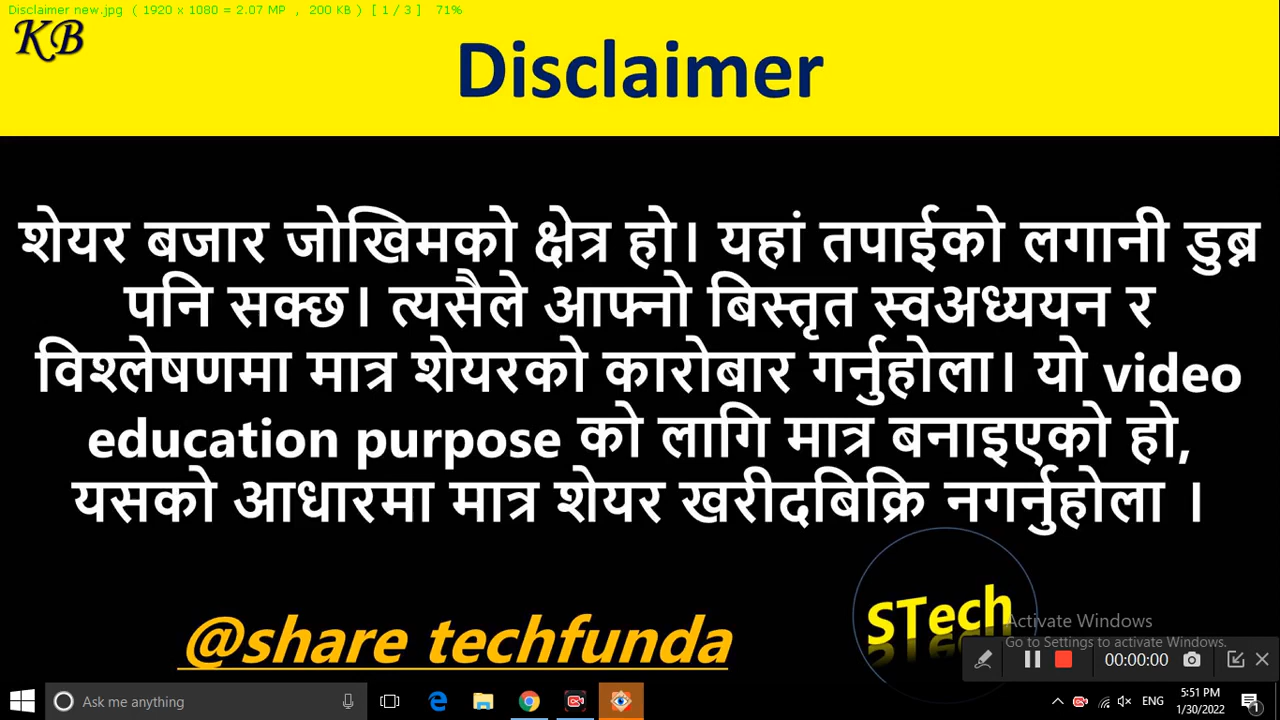 Disclaimer new.jpg ( 1920 x 1080 = 2.07 MP , 200 KB ) [ 1 / 3 ] 71%
KB
Disclaimer
शेयर बजार जोखिमको क्षेत्र हो। यहां तपाईको लगानी डुब्न
पनि सक्छ। त्यसैले आफ्नो बिस्तृत स्वअध्ययन र
विश्लेषणमा मात्र शेयरको कारोबार गर्नुहोला। यो video
education purpose को लागि मात्र बनाइएको हो,
यसको आधारमा मात्र शेयर खरीदबिक्रि नगर्नुहोला ।
@share techfunda
STech
Activate Windows
Go to Settings to activate Windows.
00:00:00
Ask me anything
ENG
5:51 PM
1/30/2022
1